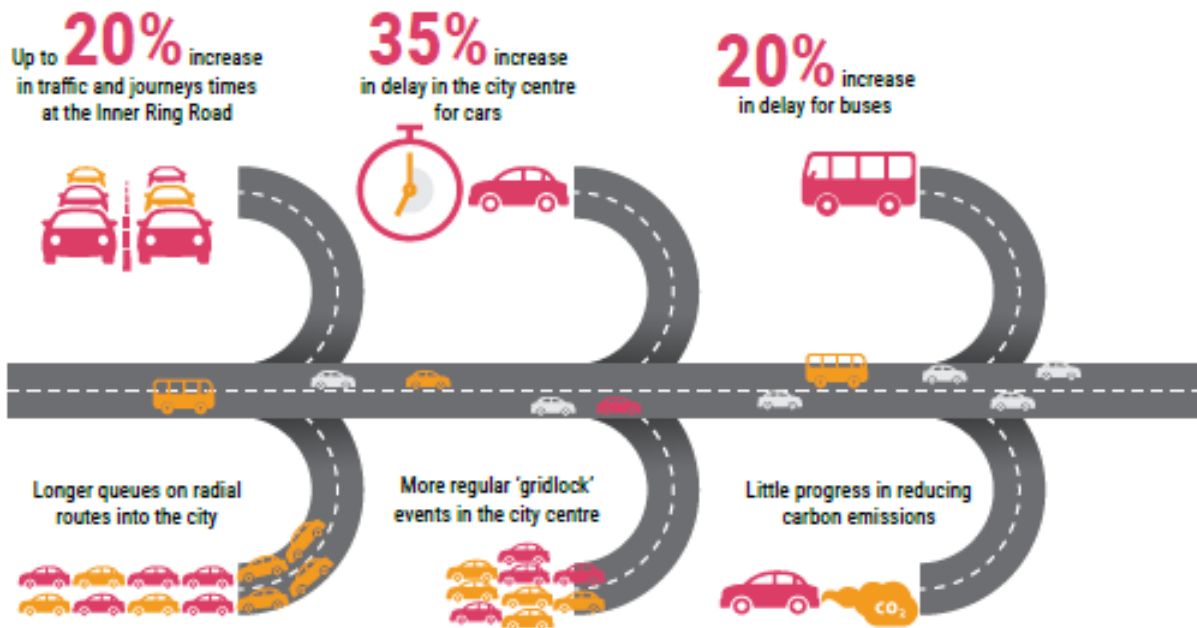 Up to 20% increase
in traffic and journeys times
at the Inner Ring Road
35% increase
in delay in the city centre
for cars
20% increase
in delay for buses
Longer queues on radial
routes into the city
More regular ‘gridlock’
events in the city centre
Little progress in reducing
carbon emissions
CO₂